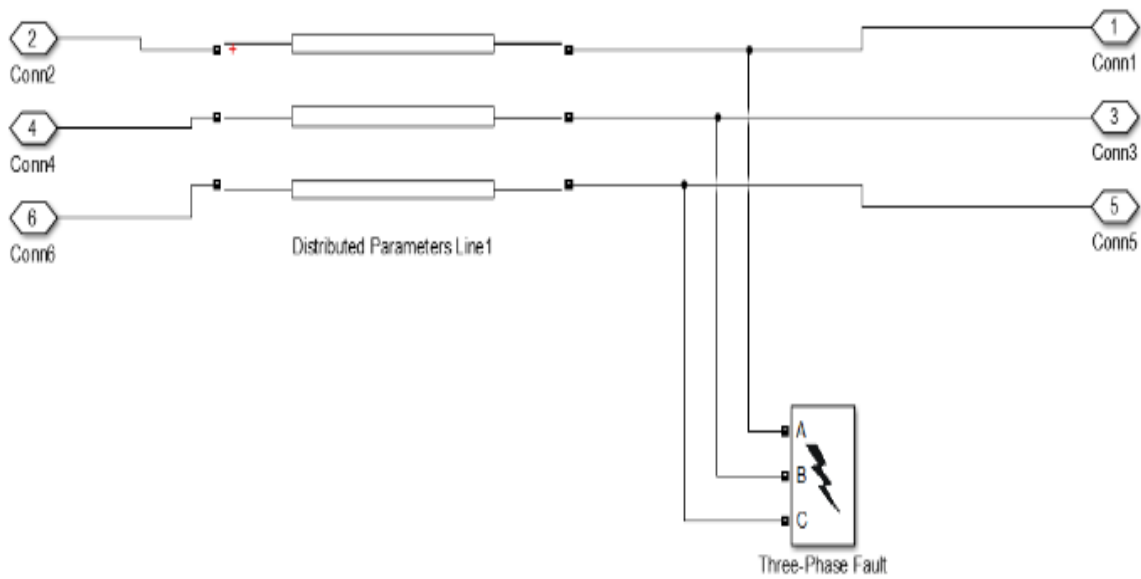 2
Conn2
4
Conn4
6
Conn6
+
Distributed Parameters Line1
1
Conn1
3
Conn3
5
Conn5
A
B
C
Three-Phase Fault